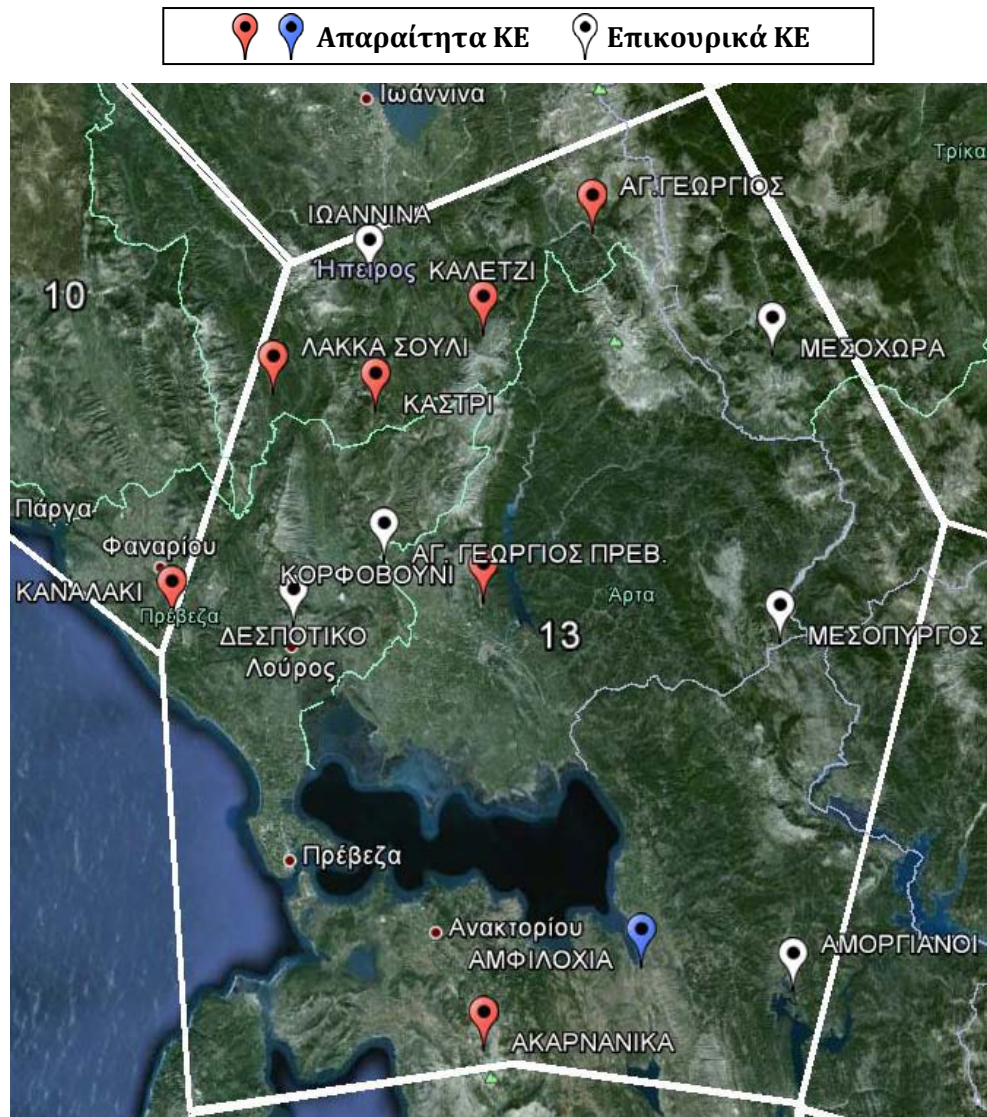 Απαραίτητα ΚΕ Επικουρικά ΚΕ
Ιωάννινα
Τρίκα
ΑΓ.ΓΕΩΡΓΙΟΣ
ΙΩΑΝΝΙΝΑ
Ήπειρος
ΚΑΛΕΤΖΙ
10
ΛΑΚΚΑ ΣΟΥΛΙ
ΜΕΣΟΧΩΡΑ
ΚΑΣΤΡΙ
Πάργα
Φαναρίου
ΑΓ. ΓΕΩΡΓΙΟΣ ΠΡΕΒ.
ΚΟΡΦΟΒΟΥΝΙ
ΚΑΝΑΛΑΚΙ
Άρτα
Πρέβεζα
ΔΕΣΠΟΤΙΚΟ
13
ΜΕΣΟΠΥΡΓΟΣ
Λούρος
Πρέβεζα
Ανακτορίου
ΑΜΦΙΛΟΧΙΑ
ΑΜΟΡΓΙΑΝΟΙ
ΑΚΑΡΝΑΝΙΚΑ